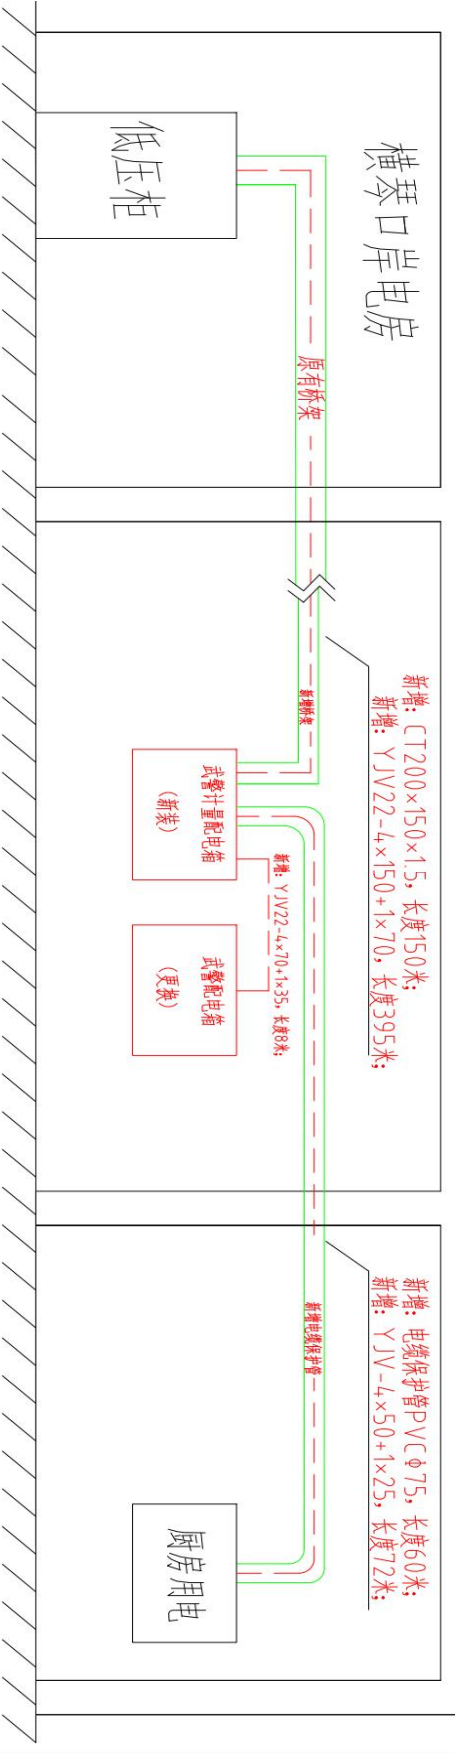 横琴口岸电房
低压柜
原有桥架
新增: CT200×150×1.5, 长度150米;
新增: YJV22-4×150+1×70, 长度395米;
新增桥架
武警计量配电箱
(新装)
新增: YJV22-4×70+1×35, 长度8米;
武警配电箱
(更换)
新增: 电缆保护管PVCΦ75, 长度60米;
新增: YJV-4×50+1×25, 长度72米;
新增电缆保护管
厨房用电